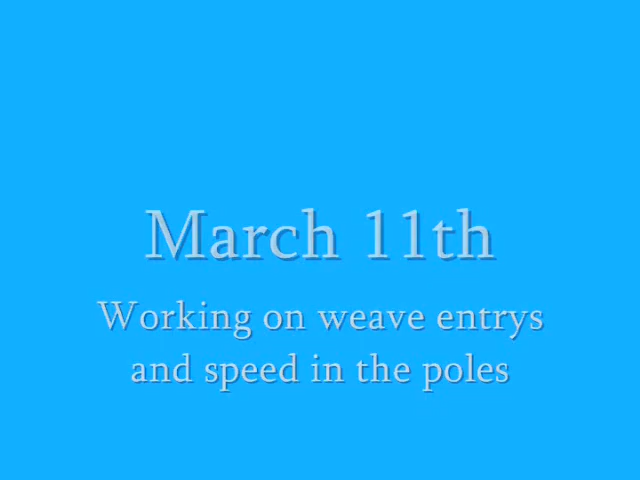 March 11th
Working on weave entrys
and speed in the poles